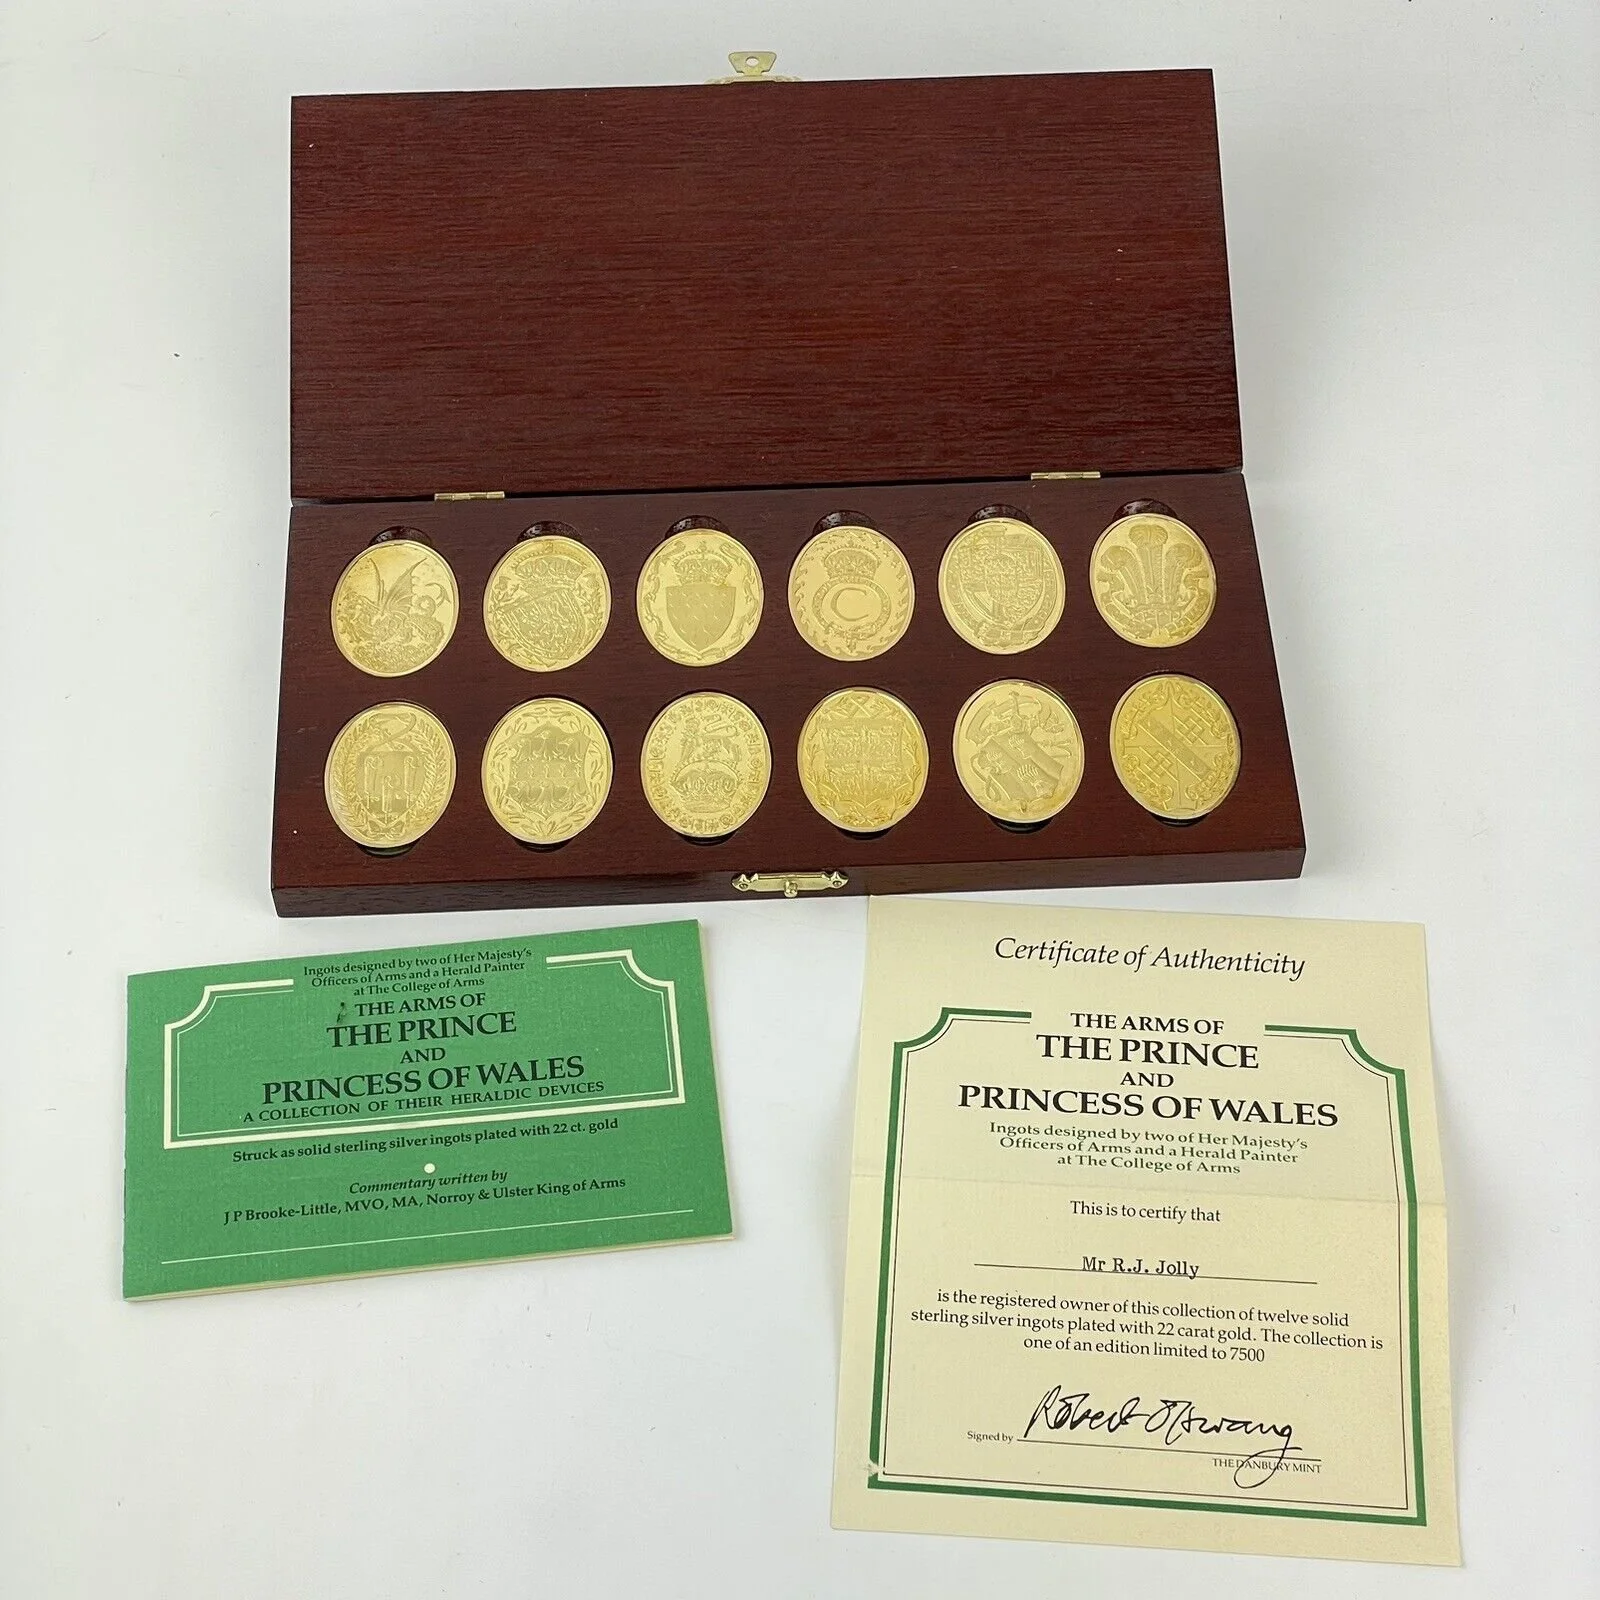 C
Ingots designed by two of Her Majesty's
Officers of Arms and a Herald Painter
at The College of Arms
THE ARMS OF
THE PRINCE
AND
PRINCESS OF WALES
A COLLECTION OF THEIR HERALDIC DEVICES
Struck as solid sterling silver ingots plated with 22 ct. gold
Commentary written by
J P Brooke-Little, MVO, MA, Norroy & Ulster King of Arms
Certificate of Authenticity
THE ARMS OF
THE PRINCE
AND
PRINCESS OF WALES
Ingots designed by two of Her Majesty's
Officers of Arms and a Herald Painter
at The College of Arms
This is to certify that
Mr R.J. Jolly
is the registered owner of this collection of twelve solid
sterling silver ingots plated with 22 carat gold. The collection is
one of an edition limited to 7500
Signed by Robert
THE DANBURY MINT